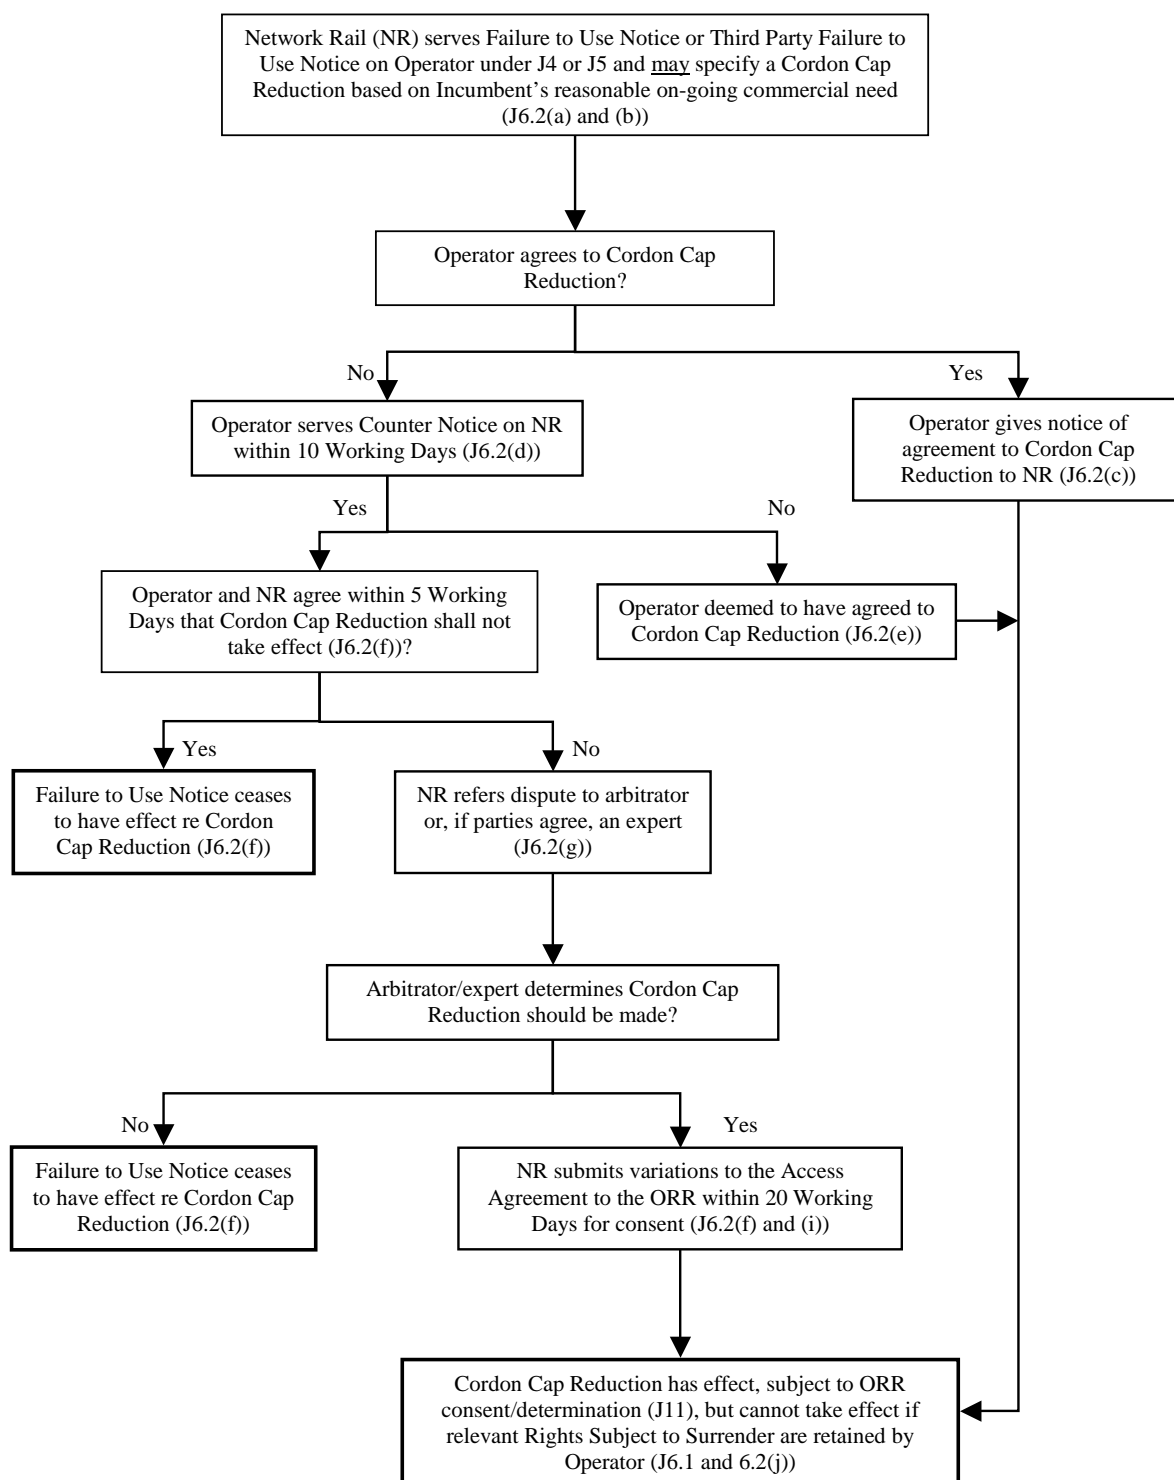 Network Rail (NR) serves Failure to Use Notice or Third Party Failure to
Use Notice on Operator under J4 or J5 and may specify a Cordon Cap
Reduction based on Incumbent's reasonable on-going commercial need
(J6.2(a) and (b))
Operator agrees to Cordon Cap
Reduction?
No
Yes
Operator serves Counter Notice on NR
within 10 Working Days (J6.2(d))
Operator gives notice of
agreement to Cordon Cap
Reduction to NR (J6.2(c))
Yes
No
Operator and NR agree within 5 Working
Days that Cordon Cap Reduction shall not
take effect (J6.2(f))?
Operator deemed to have agreed to
Cordon Cap Reduction (J6.2(e))
Yes
No
Failure to Use Notice ceases
to have effect re Cordon
Cap Reduction (J6.2(f))
NR refers dispute to arbitrator
or, if parties agree, an expert
(J6.2(g))
Arbitrator/expert determines Cordon Cap
Reduction should be made?
No
Yes
Failure to Use Notice ceases
to have effect re Cordon Cap
Reduction (J6.2(f))
NR submits variations to the Access
Agreement to the ORR within 20 Working
Days for consent (J6.2(f) and (i))
Cordon Cap Reduction has effect, subject to ORR
consent/determination (J11), but cannot take effect if
relevant Rights Subject to Surrender are retained by
Operator (J6.1 and 6.2(j))